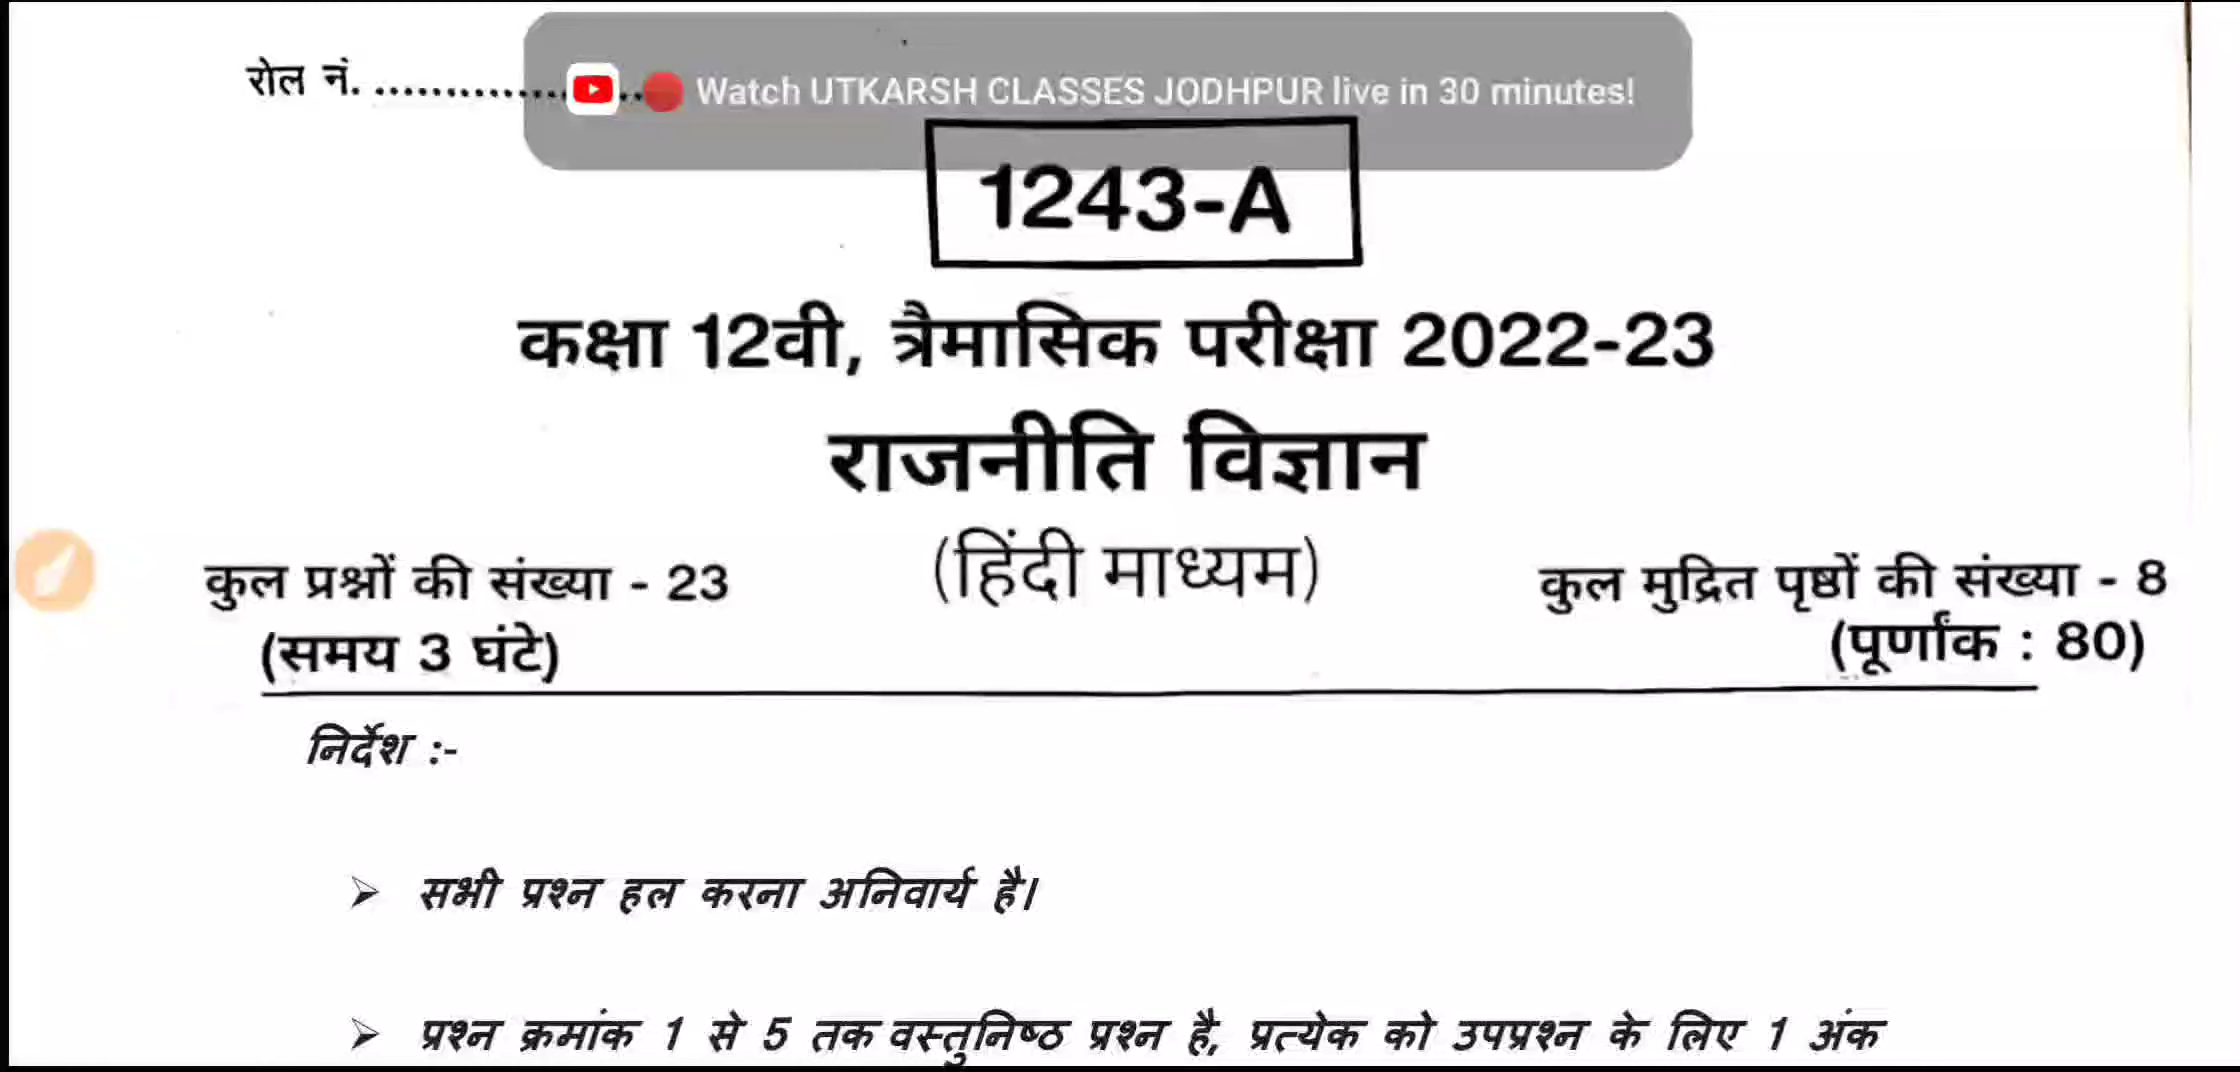 रोल नं. ................
Watch UTKARSH CLASSES JODHPUR live in 30 minutes!
1243-A
कक्षा 12वी, त्रैमासिक परीक्षा 2022-23
राजनीति विज्ञान
(हिंदी माध्यम)
कुल प्रश्नों की संख्या - 23
कुल मुद्रित पृष्ठों की संख्या - 8
(समय 3 घंटे)
(पूर्णांक : 80)
निर्देश :-
➢ सभी प्रश्न हल करना अनिवार्य है।
➢ प्रश्न क्रमांक 1 से 5 तक वस्तुनिष्ठ प्रश्न है, प्रत्येक को उपप्रश्न के लिए 1 अंक